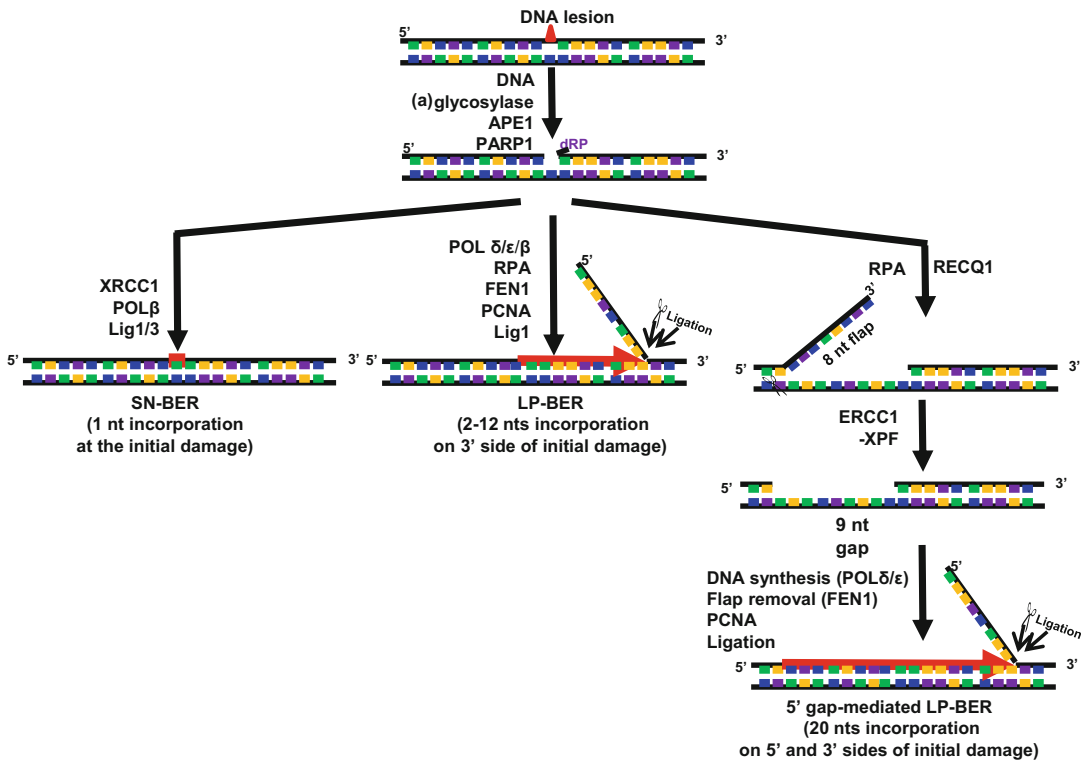 DNA lesion
5’
3’
DNA
(a) glycosylase
APE1
PARP1
dRP
5’
3’
XRCC1
POLβ
Lig1/3
5’
3’
SN-BER
(1 nt incorporation
at the initial damage)
POL δ/ε/β
RPA
FEN1
PCNA
Lig1
5’
Ligation
5’
3’
LP-BER
(2-12 nts incorporation
on 3’ side of initial damage)
RPA
RECQ1
3’
8 nt flap
5’
3’
ERCC1
-XPF
5’
3’
9 nt
gap
DNA synthesis (POLδ/ε)
Flap removal (FEN1)
PCNA
Ligation
5’
Ligation
5’
3’
5’ gap-mediated LP-BER
(20 nts incorporation
on 5’ and 3’ sides of initial damage)